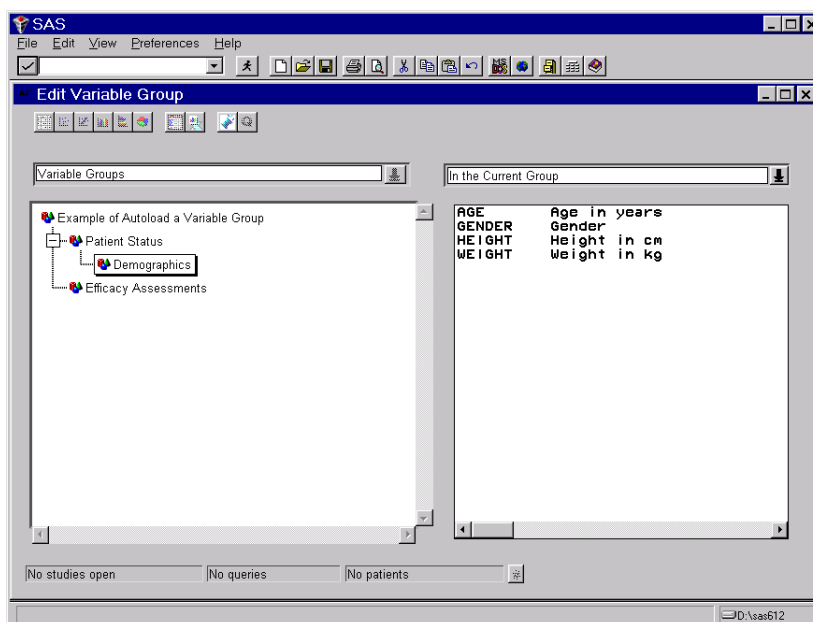 SAS
File Edit View Preferences Help
Edit Variable Group
Variable Groups
In the Current Group
Example of Autoload a Variable Group
Patient Status
Demographics
Efficacy Assessments
AGE Age in years
GENDER Gender
HEIGHT Height in cm
WEIGHT Weight in kg
No studies open No queries No patients
D:\sas612